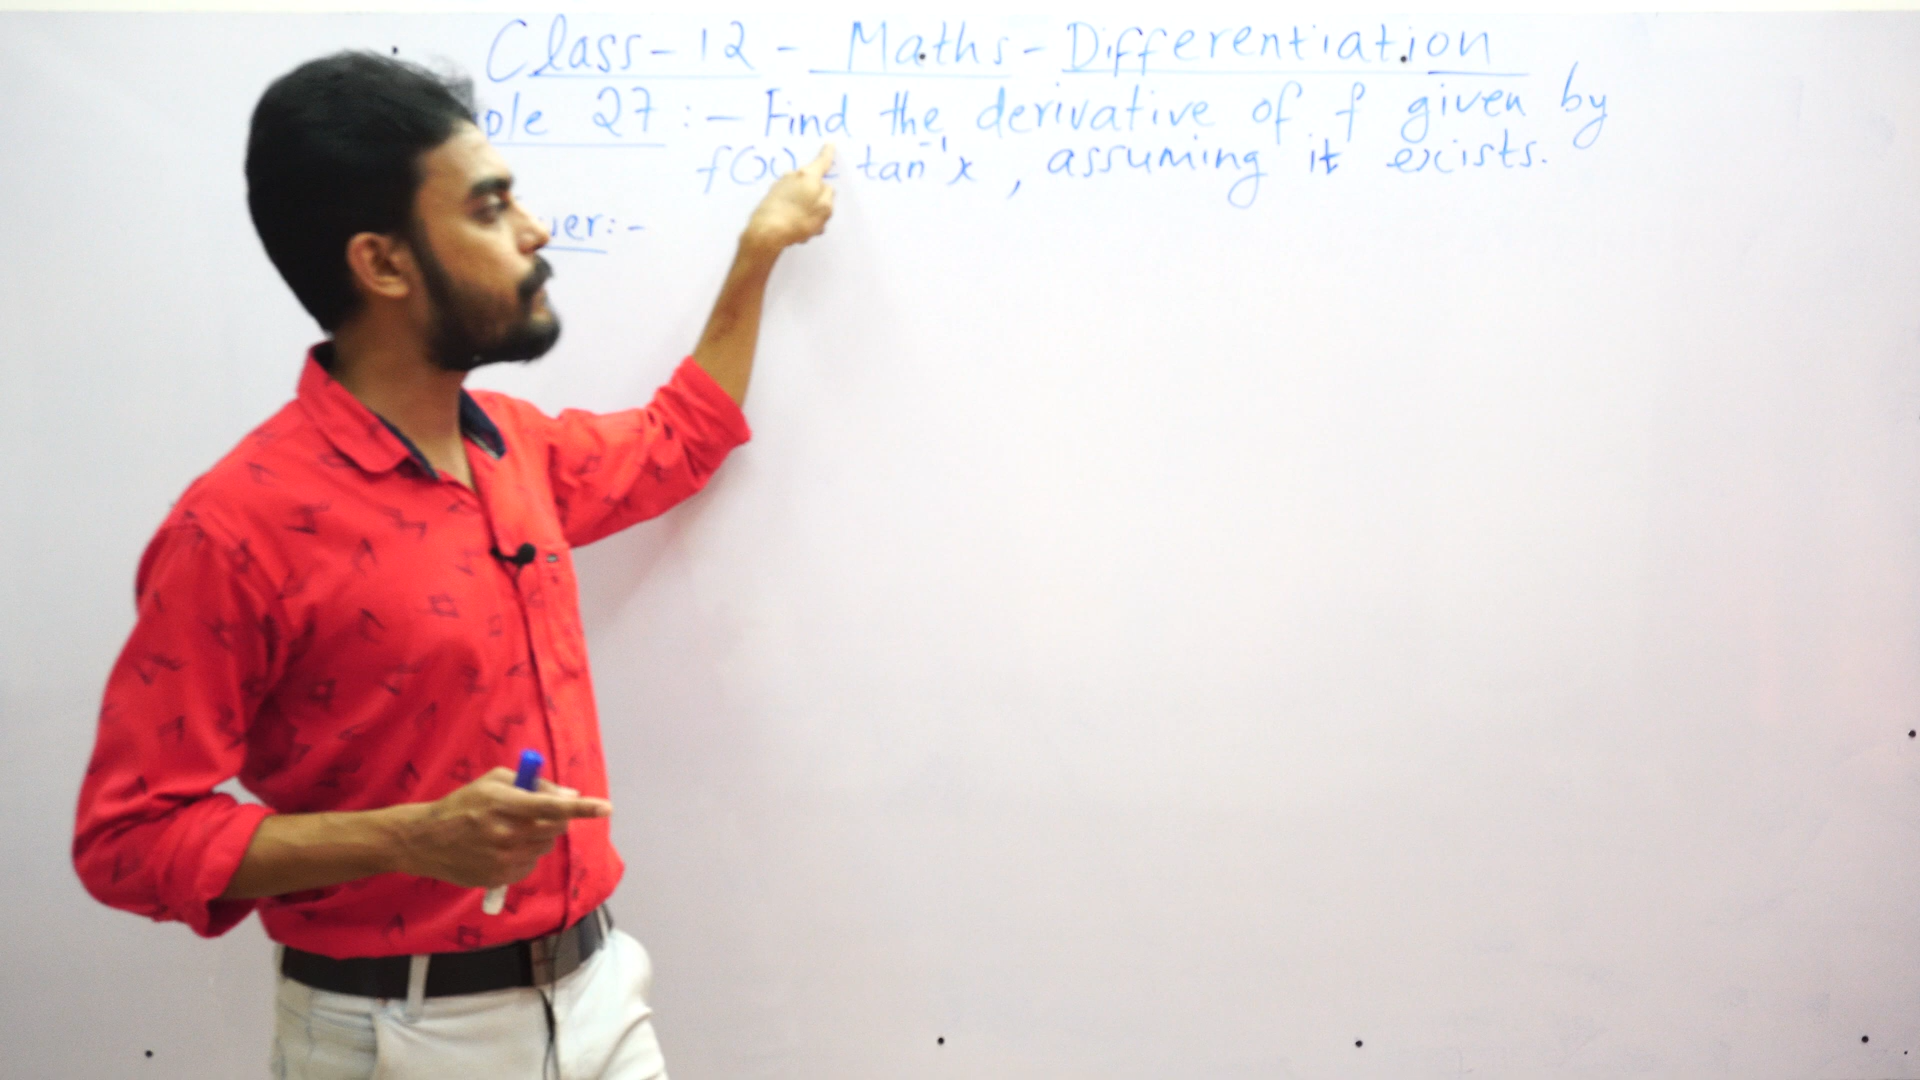 Class-12 - Maths - Differentiation
ple 27 :- Find the derivative of f given by
f(x) = tan⁻¹x , assuming it exists.
wer:-